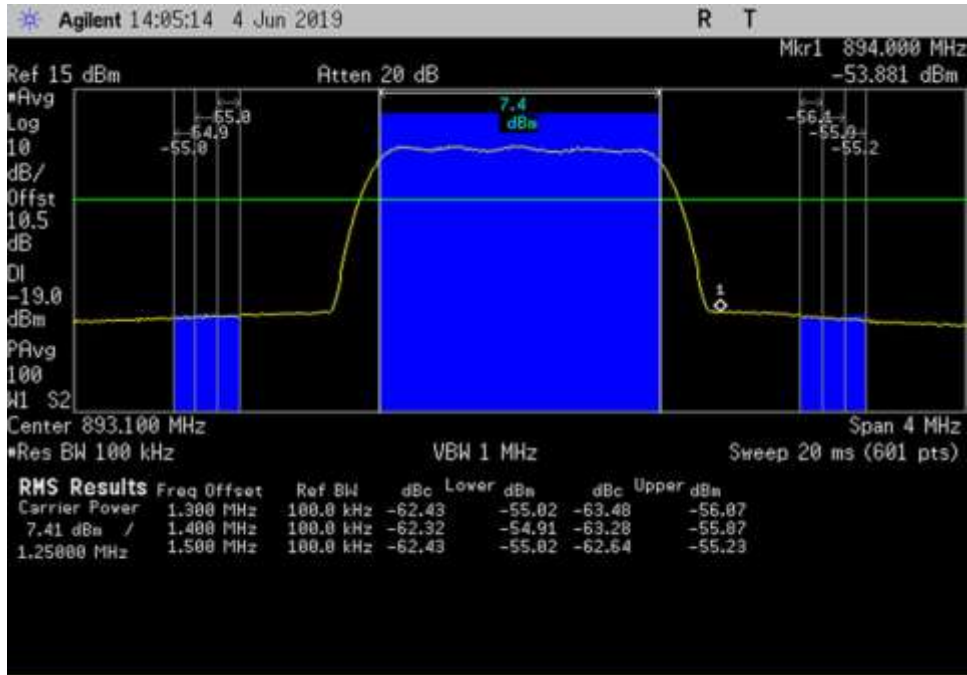 Agilent 14:05:14 4 Jun 2019 R T
Mkr1 894.000 MHz
Ref 15 dBm Atten 20 dB -53.881 dBm
*Avg
Log
10
dB/
Offst
10.5
dB
DI
-19.0
dBm
PAvg
100
W1 S2
7.4
dBm
-55.0
-54.9
-55.0
-56.1
-55.9
-55.2
1
Center 893.100 MHz Span 4 MHz
*Res BW 100 kHz VBW 1 MHz Sweep 20 ms (601 pts)
RMS Results Freq Offset Ref BW dBc Lower dBm dBc Upper dBm
Carrier Power 1.300 MHz 100.0 kHz -62.43 -55.02 -63.48 -56.07
7.41 dBm / 1.400 MHz 100.0 kHz -62.32 -54.91 -63.28 -55.87
1.25000 MHz 1.500 MHz 100.0 kHz -62.43 -55.02 -62.64 -55.23